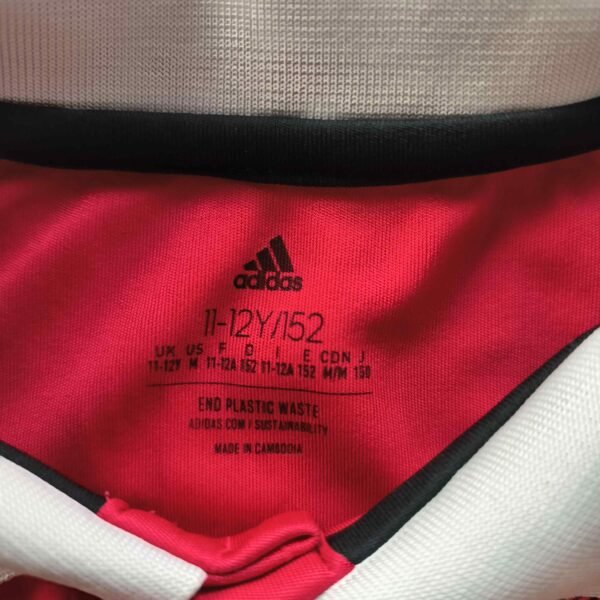 adidas
11-12Y/152
UK US F D I E CDN J
11-12Y M 11-12A 152 11-12A 152 M/M 150
END PLASTIC WASTE
ADIDAS.COM / SUSTAINABILITY
MADE IN CAMBODIA